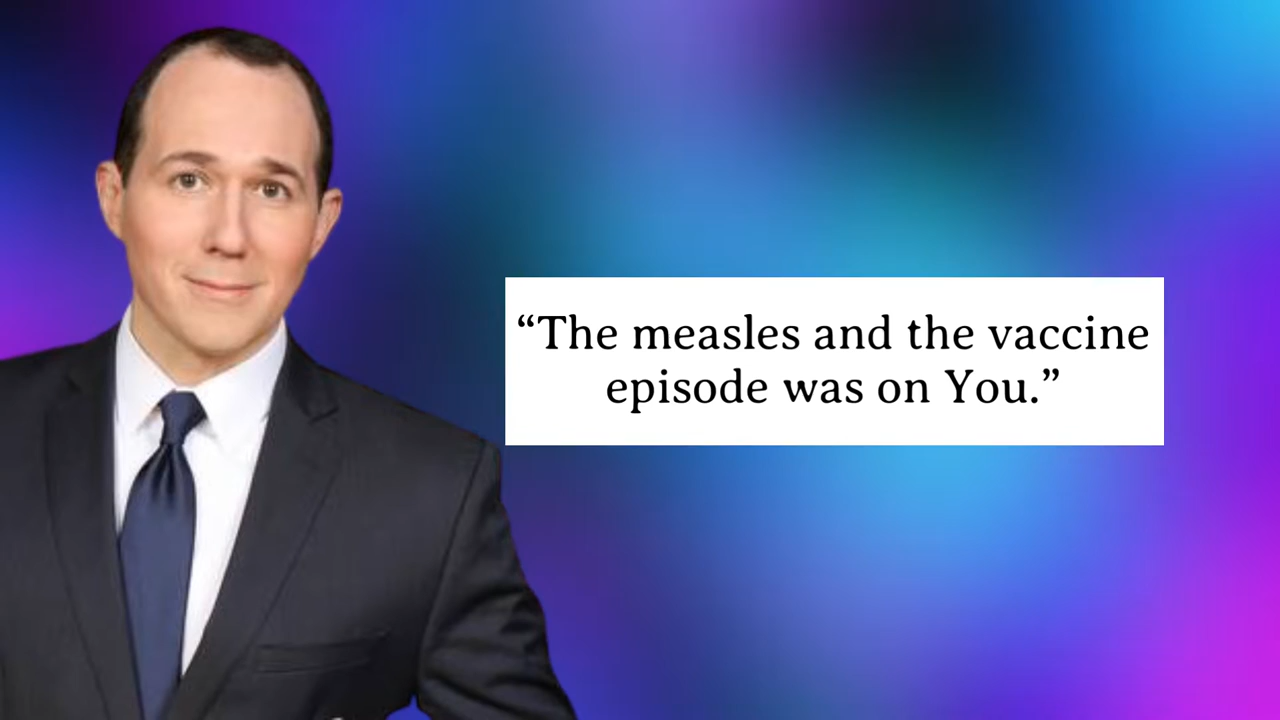 “The measles and the vaccine
episode was on You.”